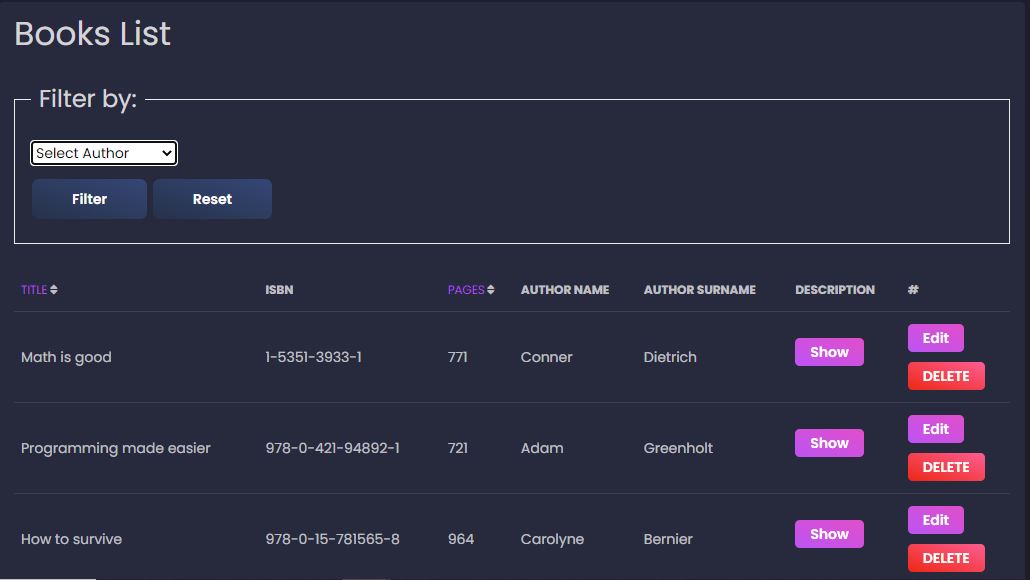 Books List
Filter by:
Select Author
Filter Reset
TITLE ISBN PAGES AUTHOR NAME AUTHOR SURNAME DESCRIPTION #
Math is good 1-5351-3933-1 771 Conner Dietrich Show Edit
DELETE
Programming made easier 978-0-421-94892-1 721 Adam Greenholt Show Edit
DELETE
How to survive 978-0-15-781565-8 964 Carolyne Bernier Show Edit
DELETE